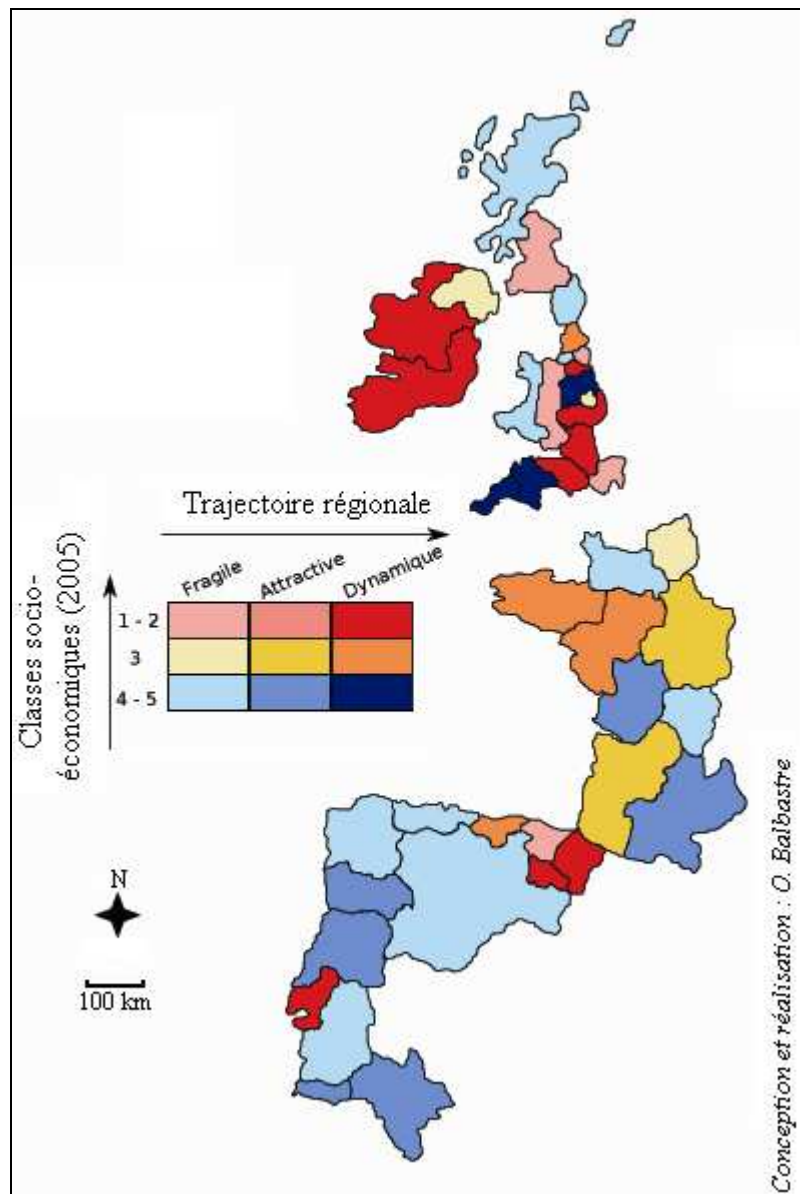 Trajectoire régionale
Classes socio-
économiques (2005)
Fragile
Attractive
Dynamique
1 - 2
3
4 - 5
N
100 km
Conception et réalisation : O. Balbastre